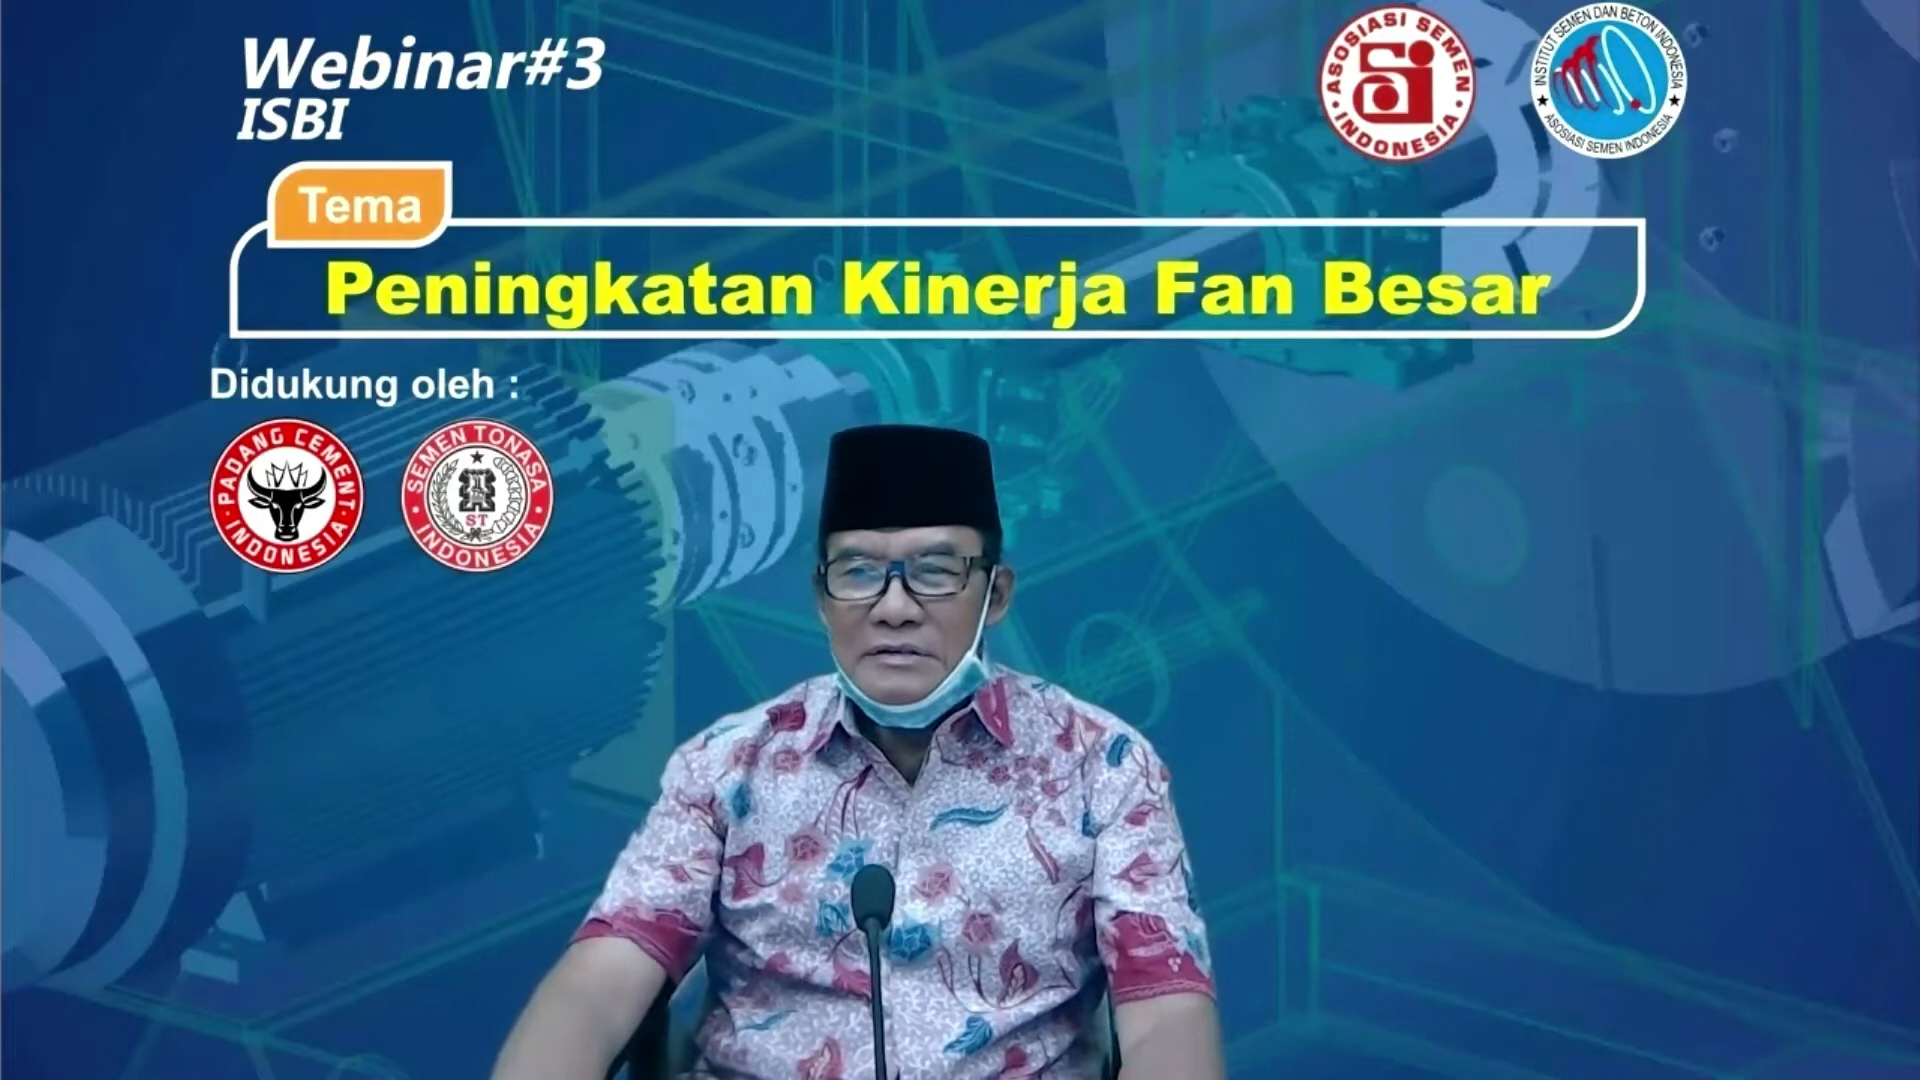 Webinar#3
ISBI
ASOSIASI SEMEN
INDONESIA
INSTITUT SEMEN DAN BETON INDONESIA
ASOSIASI SEMEN INDONESIA
Tema
Peningkatan Kinerja Fan Besar
Didukung oleh :
PADANG CEMENT
INDONESIA
SEMEN TONASA
ST
INDONESIA